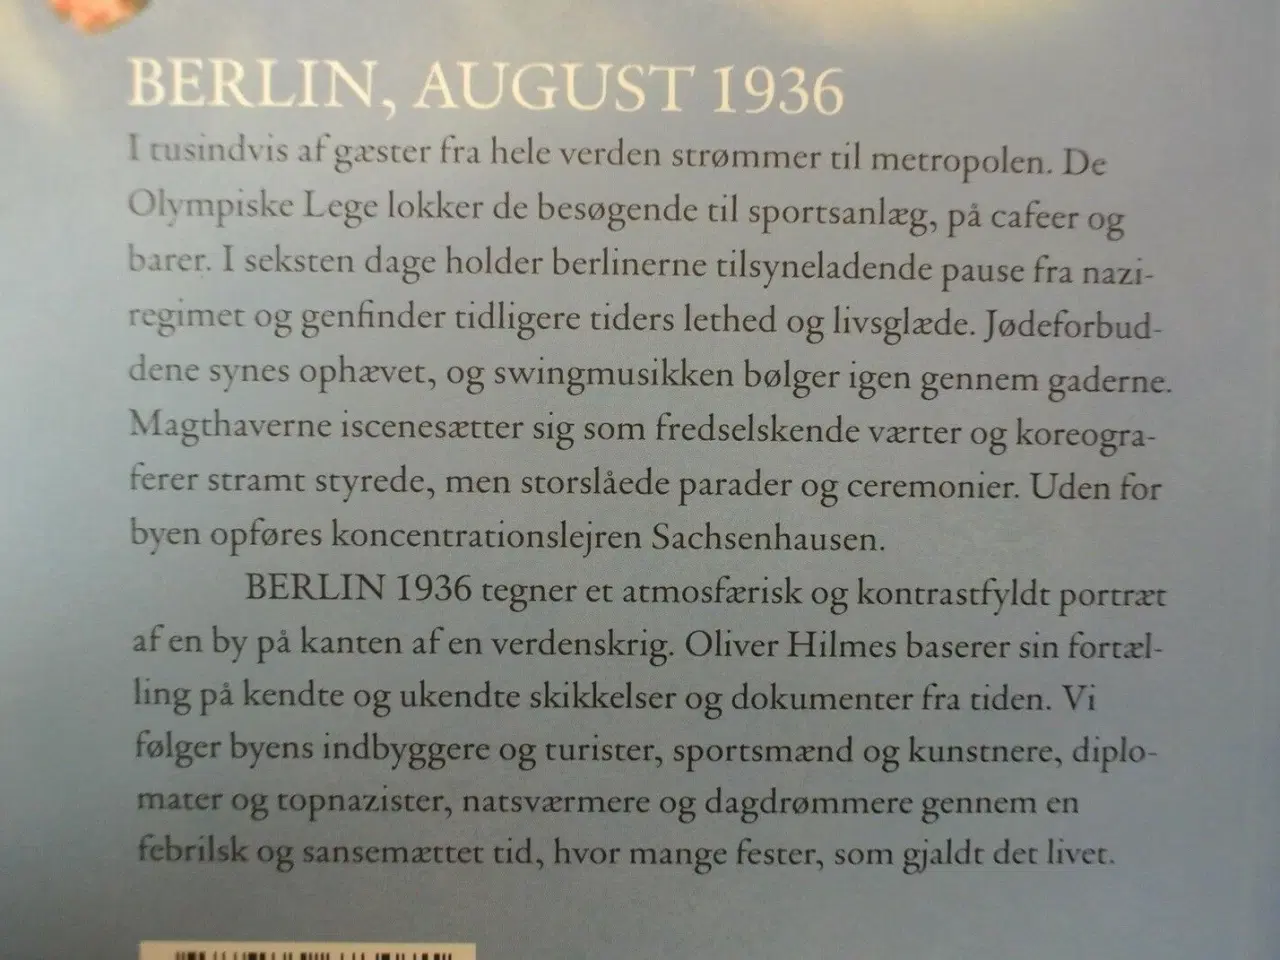 BERLIN, AUGUST 1936
I tusindvis af gæster fra hele verden strømmer til metropolen. De
Olympiske Lege lokker de besøgende til sportsanlæg, på cafeer og
barer. I seksten dage holder berlinerne tilsyneladende pause fra nazi-
regimet og genfinder tidligere tiders lethed og livsglæde. Jødeforbud-
dene synes ophævet, og swingmusikken bølger igen gennem gaderne.
Magthaverne iscenesætter sig som fredselskende værter og koreogra-
ferer stramt styrede, men storslåede parader og ceremonier. Uden for
byen opføres koncentrationslejren Sachsenhausen.
BERLIN 1936 tegner et atmosfærisk og kontrastfyldt portræt
af en by på kanten af en verdenskrig. Oliver Hilmes baserer sin fortæl-
ling på kendte og ukendte skikkelser og dokumenter fra tiden. Vi
følger byens indbyggere og turister, sportsmænd og kunstnere, diplo-
mater og topnazister, natsværmere og dagdrømmere gennem en
febrilsk og sansemættet tid, hvor mange fester, som gjaldt det livet.